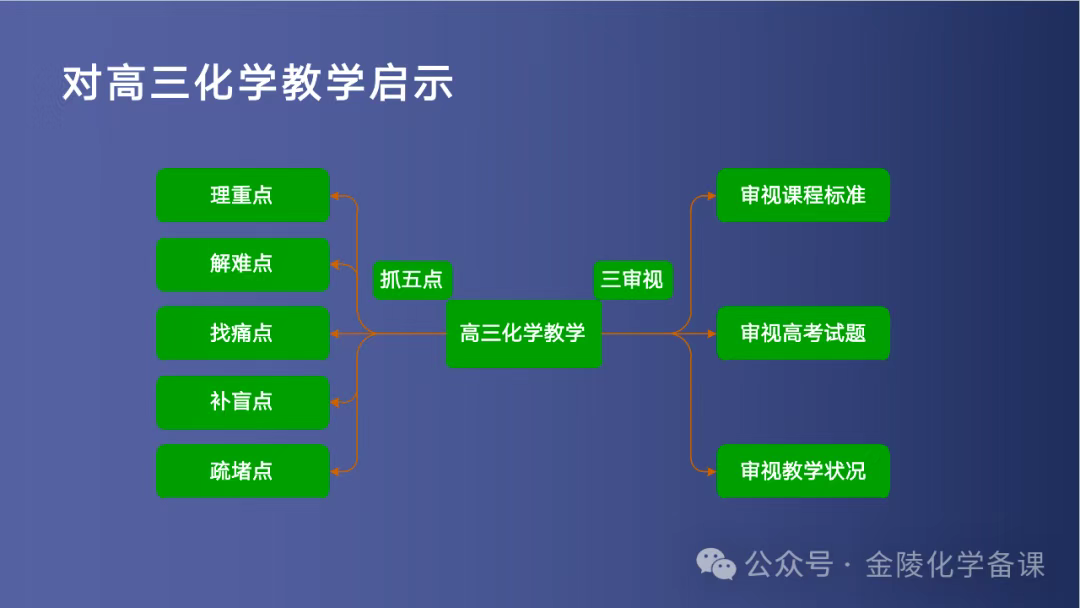 对高三化学教学启示
理重点
解难点
找痛点
补盲点
疏堵点
抓五点
高三化学教学
三审视
审视课程标准
审视高考试题
审视教学状况
公众号 · 金陵化学备课